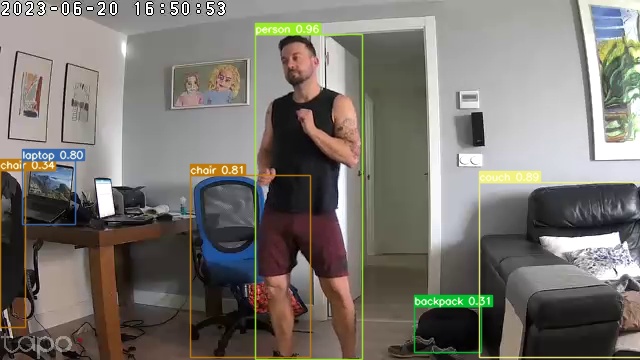 2023-06-20 16:50:53
person 0.96
laptop 0.80
chair 0.34
chair 0.81
couch 0.89
backpack 0.31
tapo